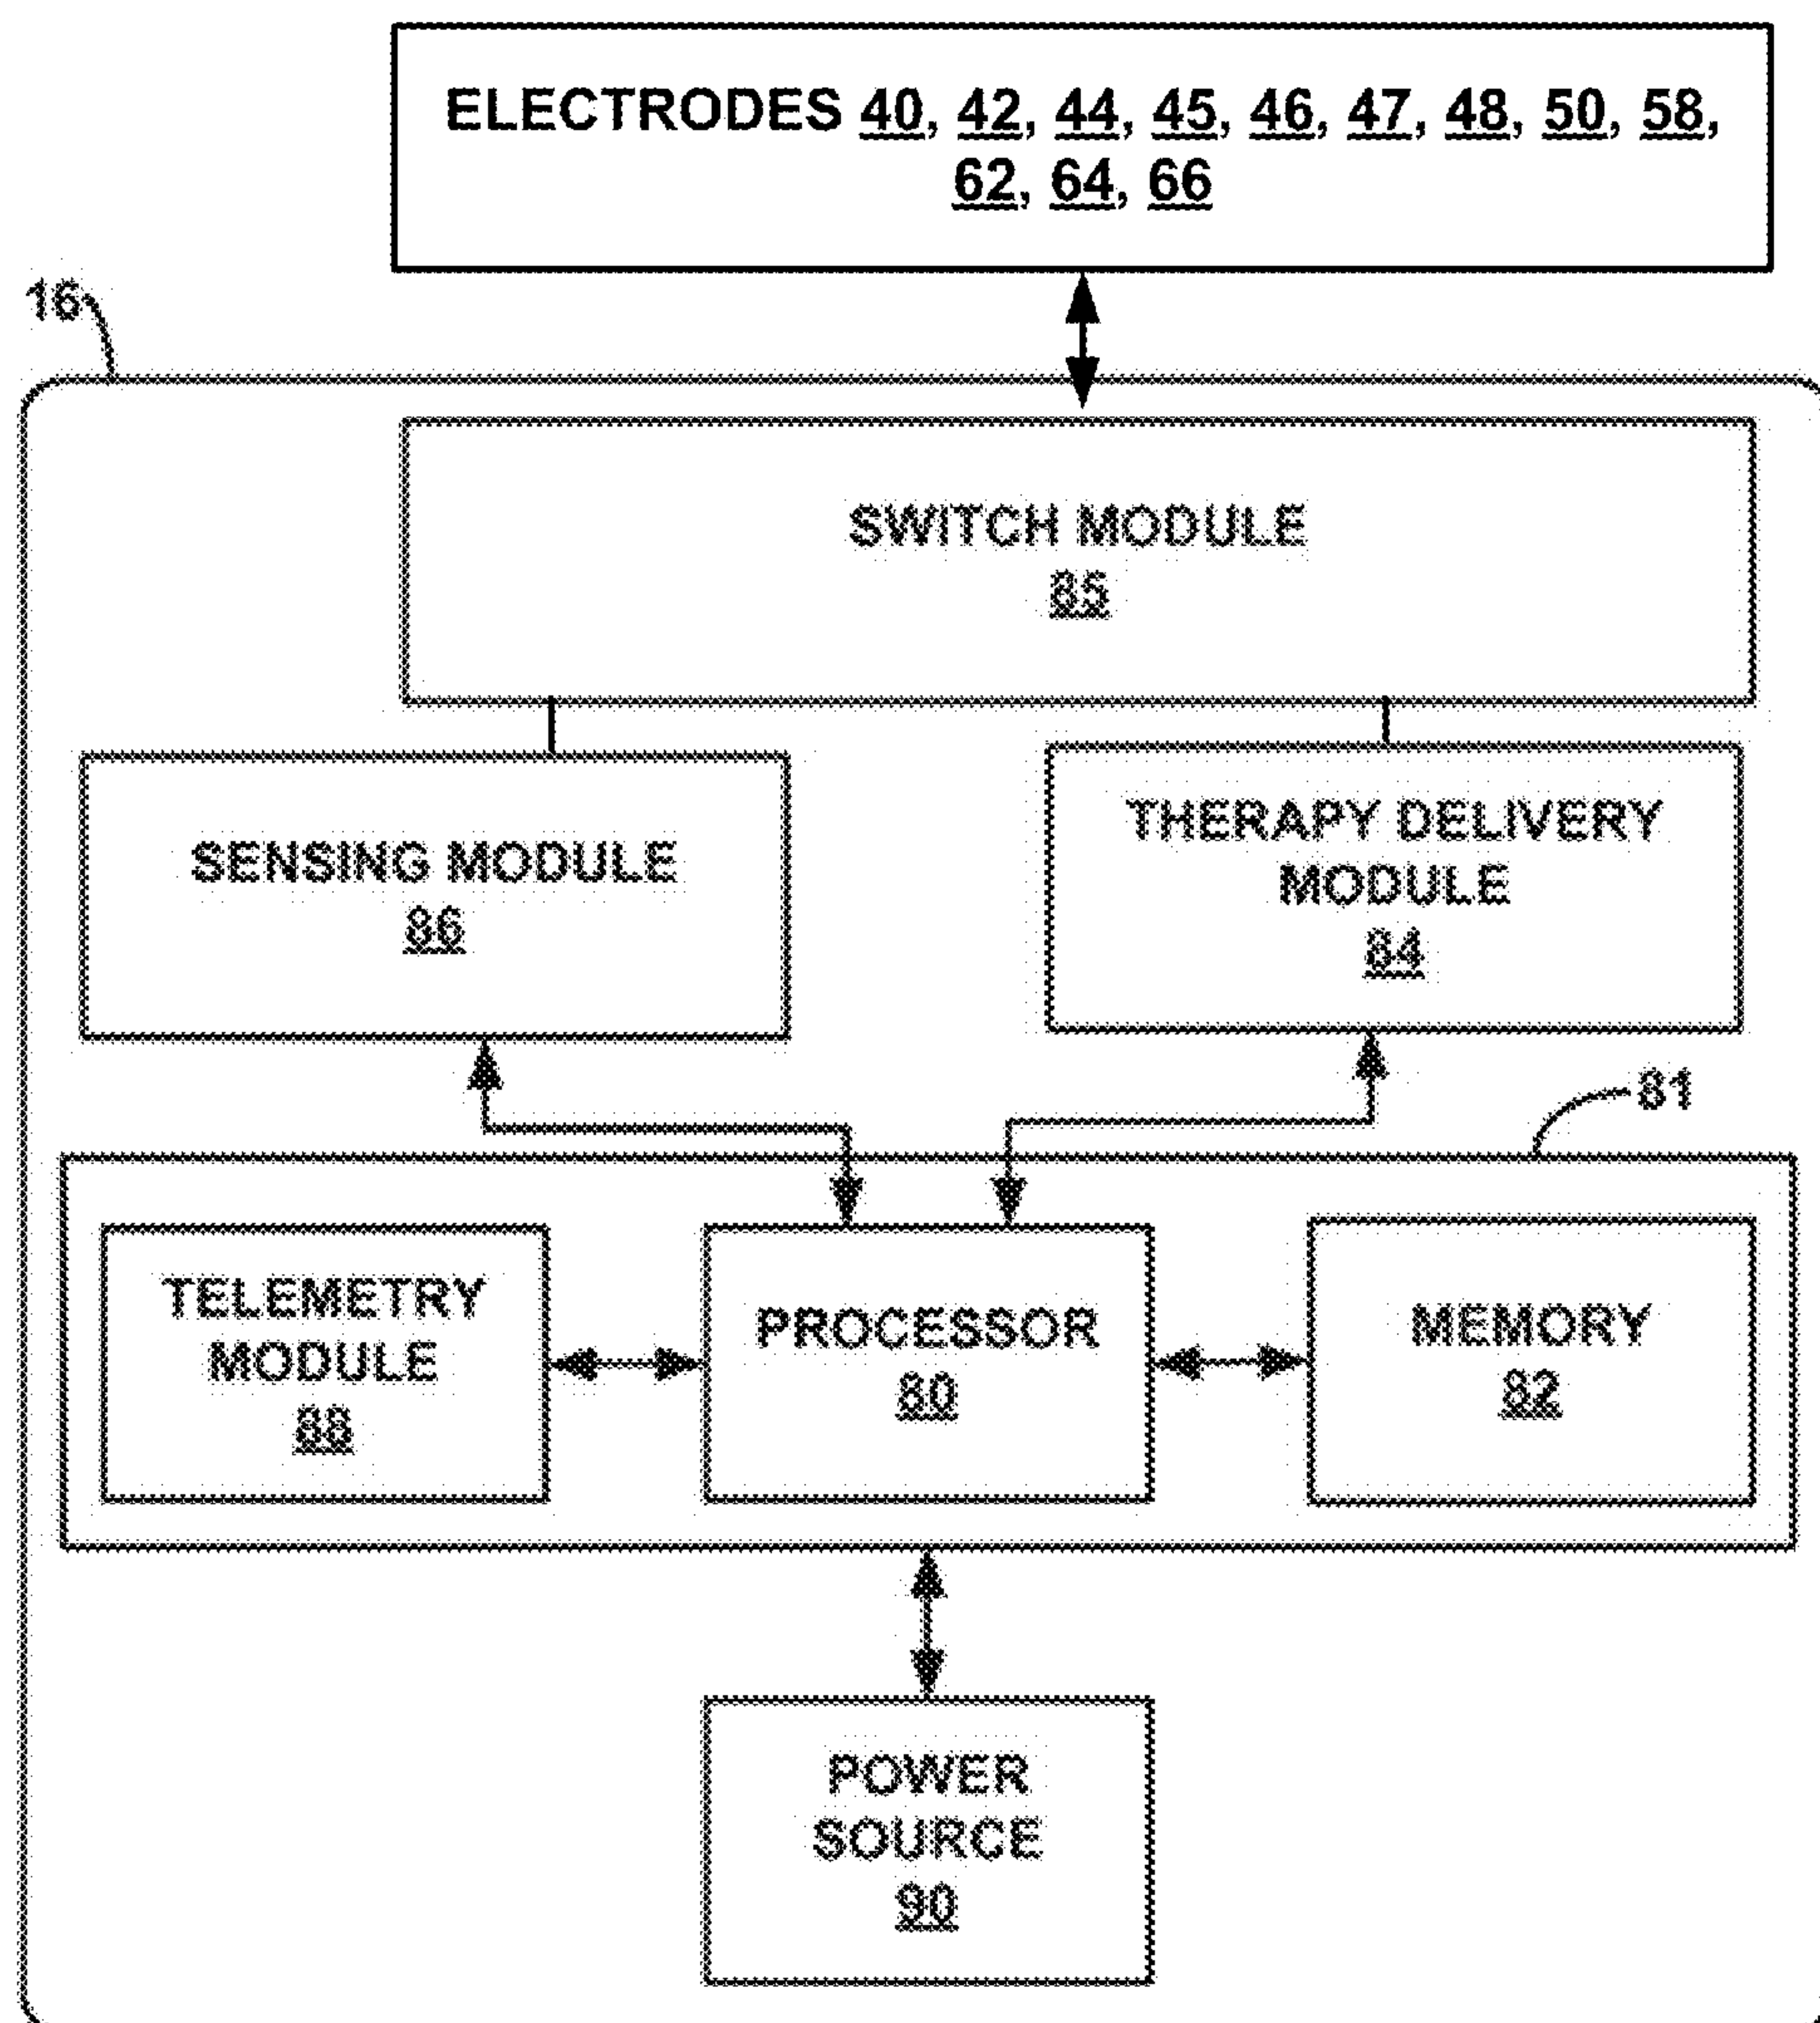 ELECTRODES 40, 42, 44, 45, 46, 47, 48, 50, 58,
62, 64, 66
16
SWITCH MODULE
85
SENSING MODULE
86
THERAPY DELIVERY
MODULE
84
81
TELEMETRY
MODULE
88
PROCESSOR
80
MEMORY
82
POWER
SOURCE
90